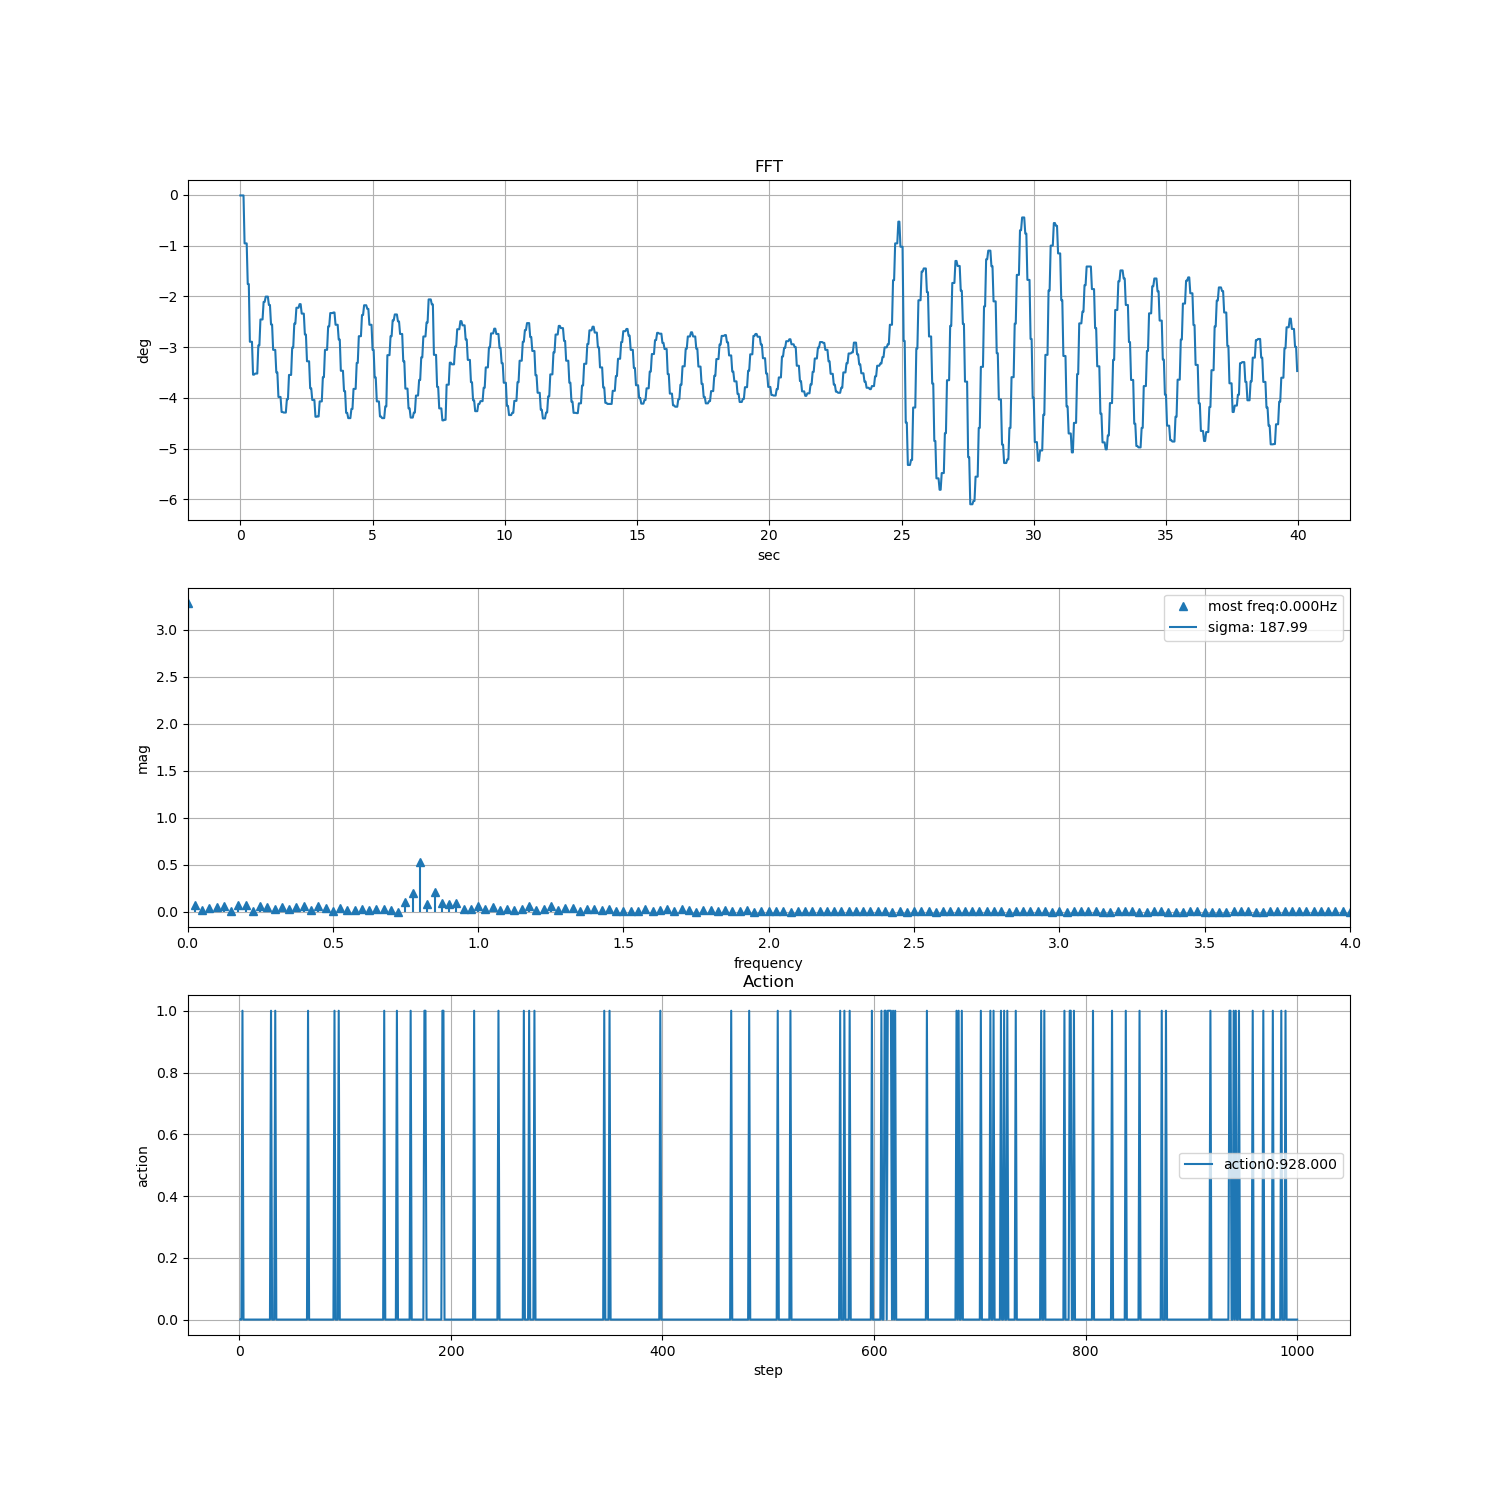 FFT
0
−1
−2
−3
−4
−5
−6
deg
0 5 10 15 20 25 30 35 40
sec
most freq:0.000Hz
sigma: 187.99
3.0
2.5
2.0
1.5
1.0
0.5
0.0
mag
0.0 0.5 1.0 1.5 2.0 2.5 3.0 3.5 4.0
frequency
Action
1.0
0.8
0.6
0.4
0.2
0.0
action
action0:928.000
0 200 400 600 800 1000
step